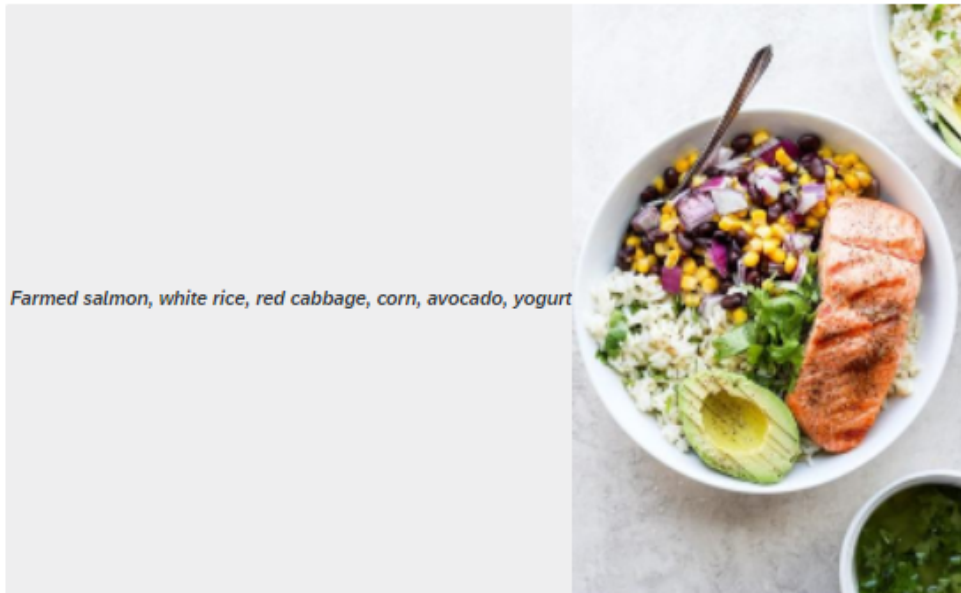 Farmed salmon, white rice, red cabbage, corn, avocado, yogurt